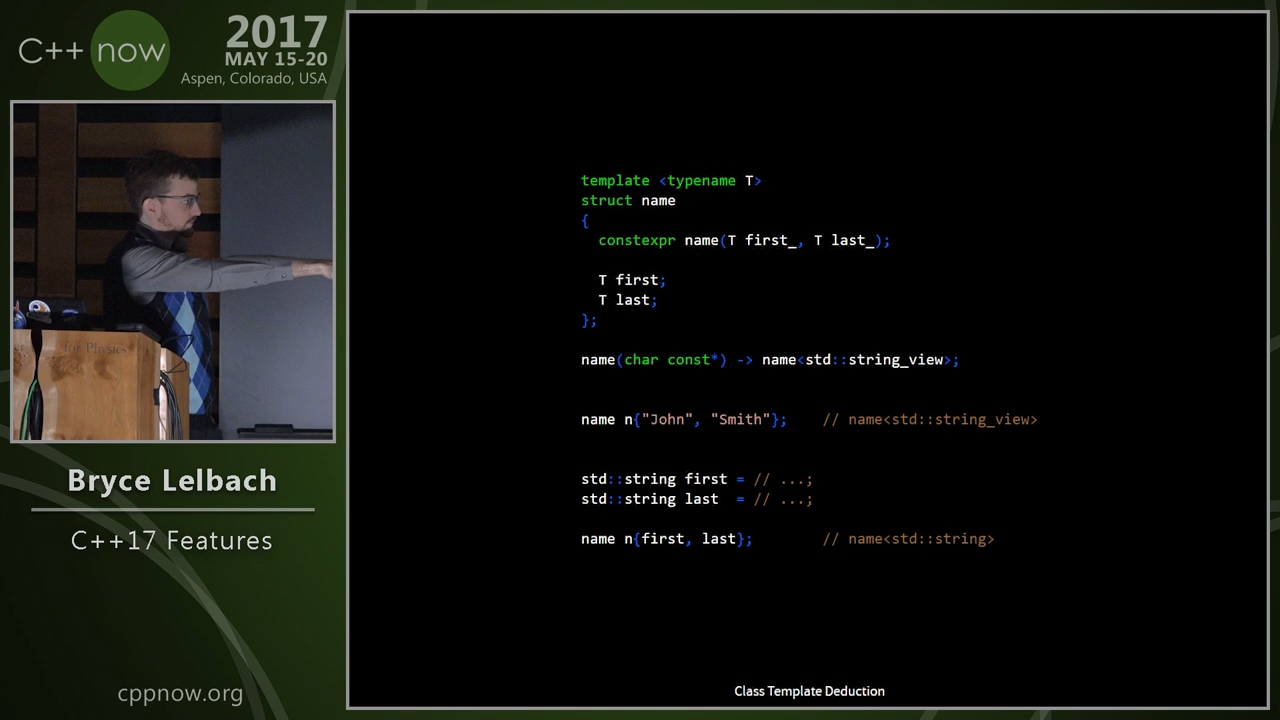 C++ now
2017
MAY 15-20
Aspen, Colorado, USA
for Physics
Bryce Lelbach
C++17 Features
cppnow.org
template <typename T>
struct name
{
constexpr name(T first_, T last_);
T first;
T last;
};
name(char const*) -> name<std::string_view>;
name n{"John", "Smith"}; // name<std::string_view>
std::string first = // ...;
std::string last = // ...;
name n{first, last}; // name<std::string>
Class Template Deduction